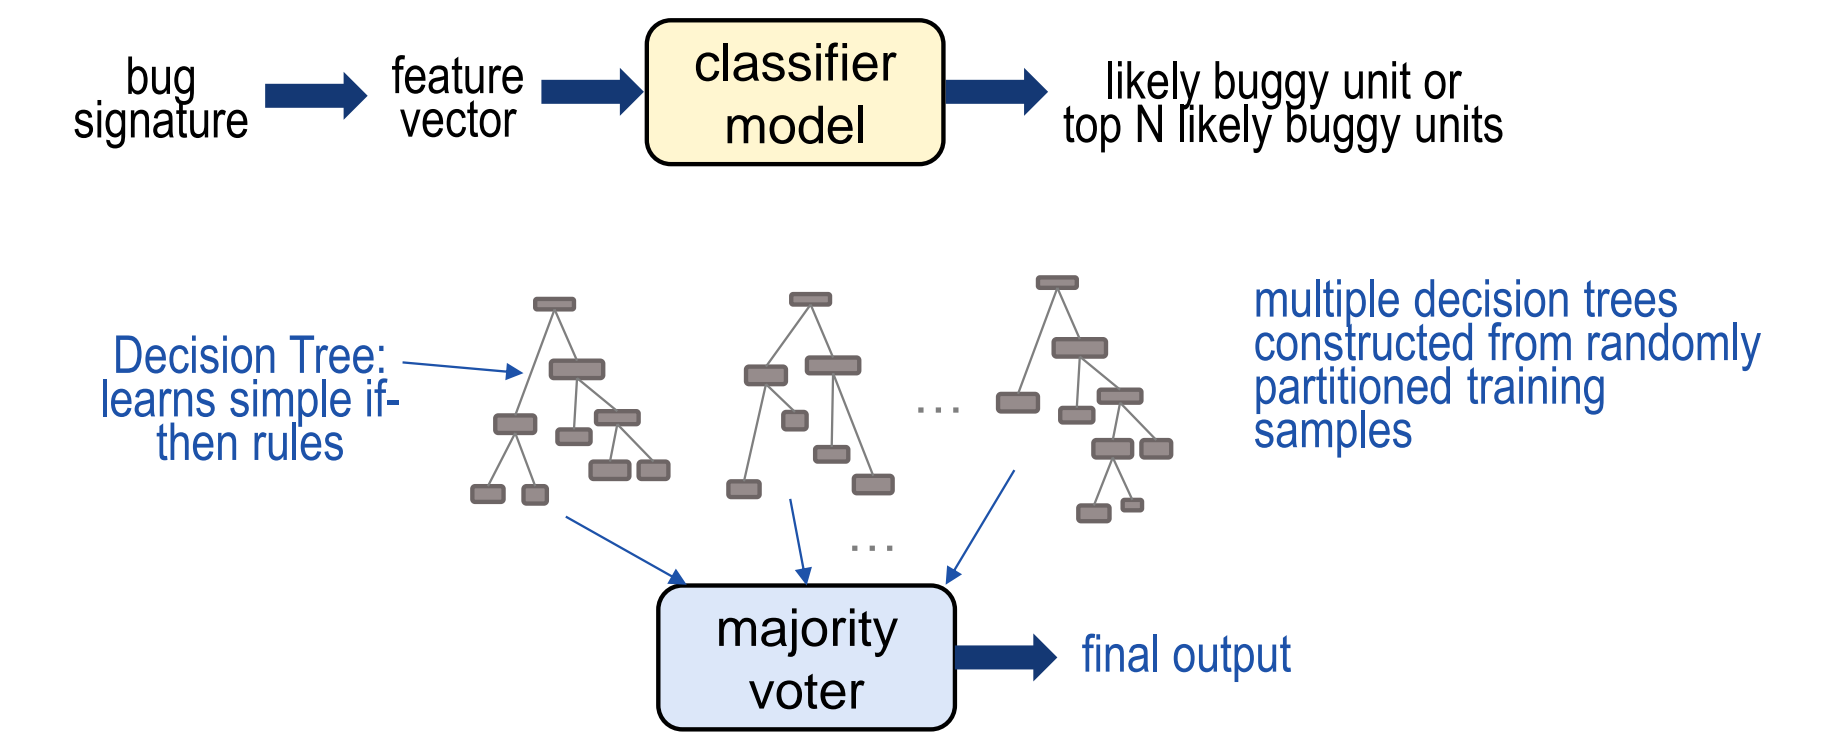 bug
signature
feature
vector
classifier
model
likely buggy unit or
top N likely buggy units
Decision Tree:
learns simple if-
then rules
...
multiple decision trees
constructed from randomly
partitioned training
samples
...
majority
voter
final output